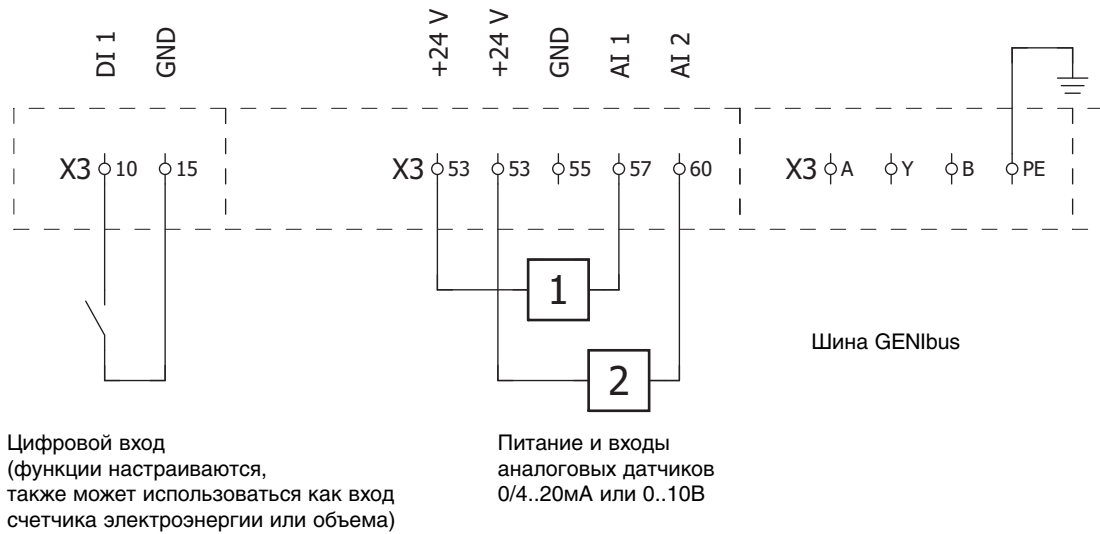 DI 1 GND +24 V +24 V GND AI 1 AI 2
X3 10 15 X3 53 53 55 57 60 X3 A Y B PE
1
2
Шина GENIbus
Цифровой вход
(функции настраиваются,
также может использоваться как вход
счетчика электроэнергии или объема)
Питание и входы
аналоговых датчиков
0/4..20мА или 0..10В